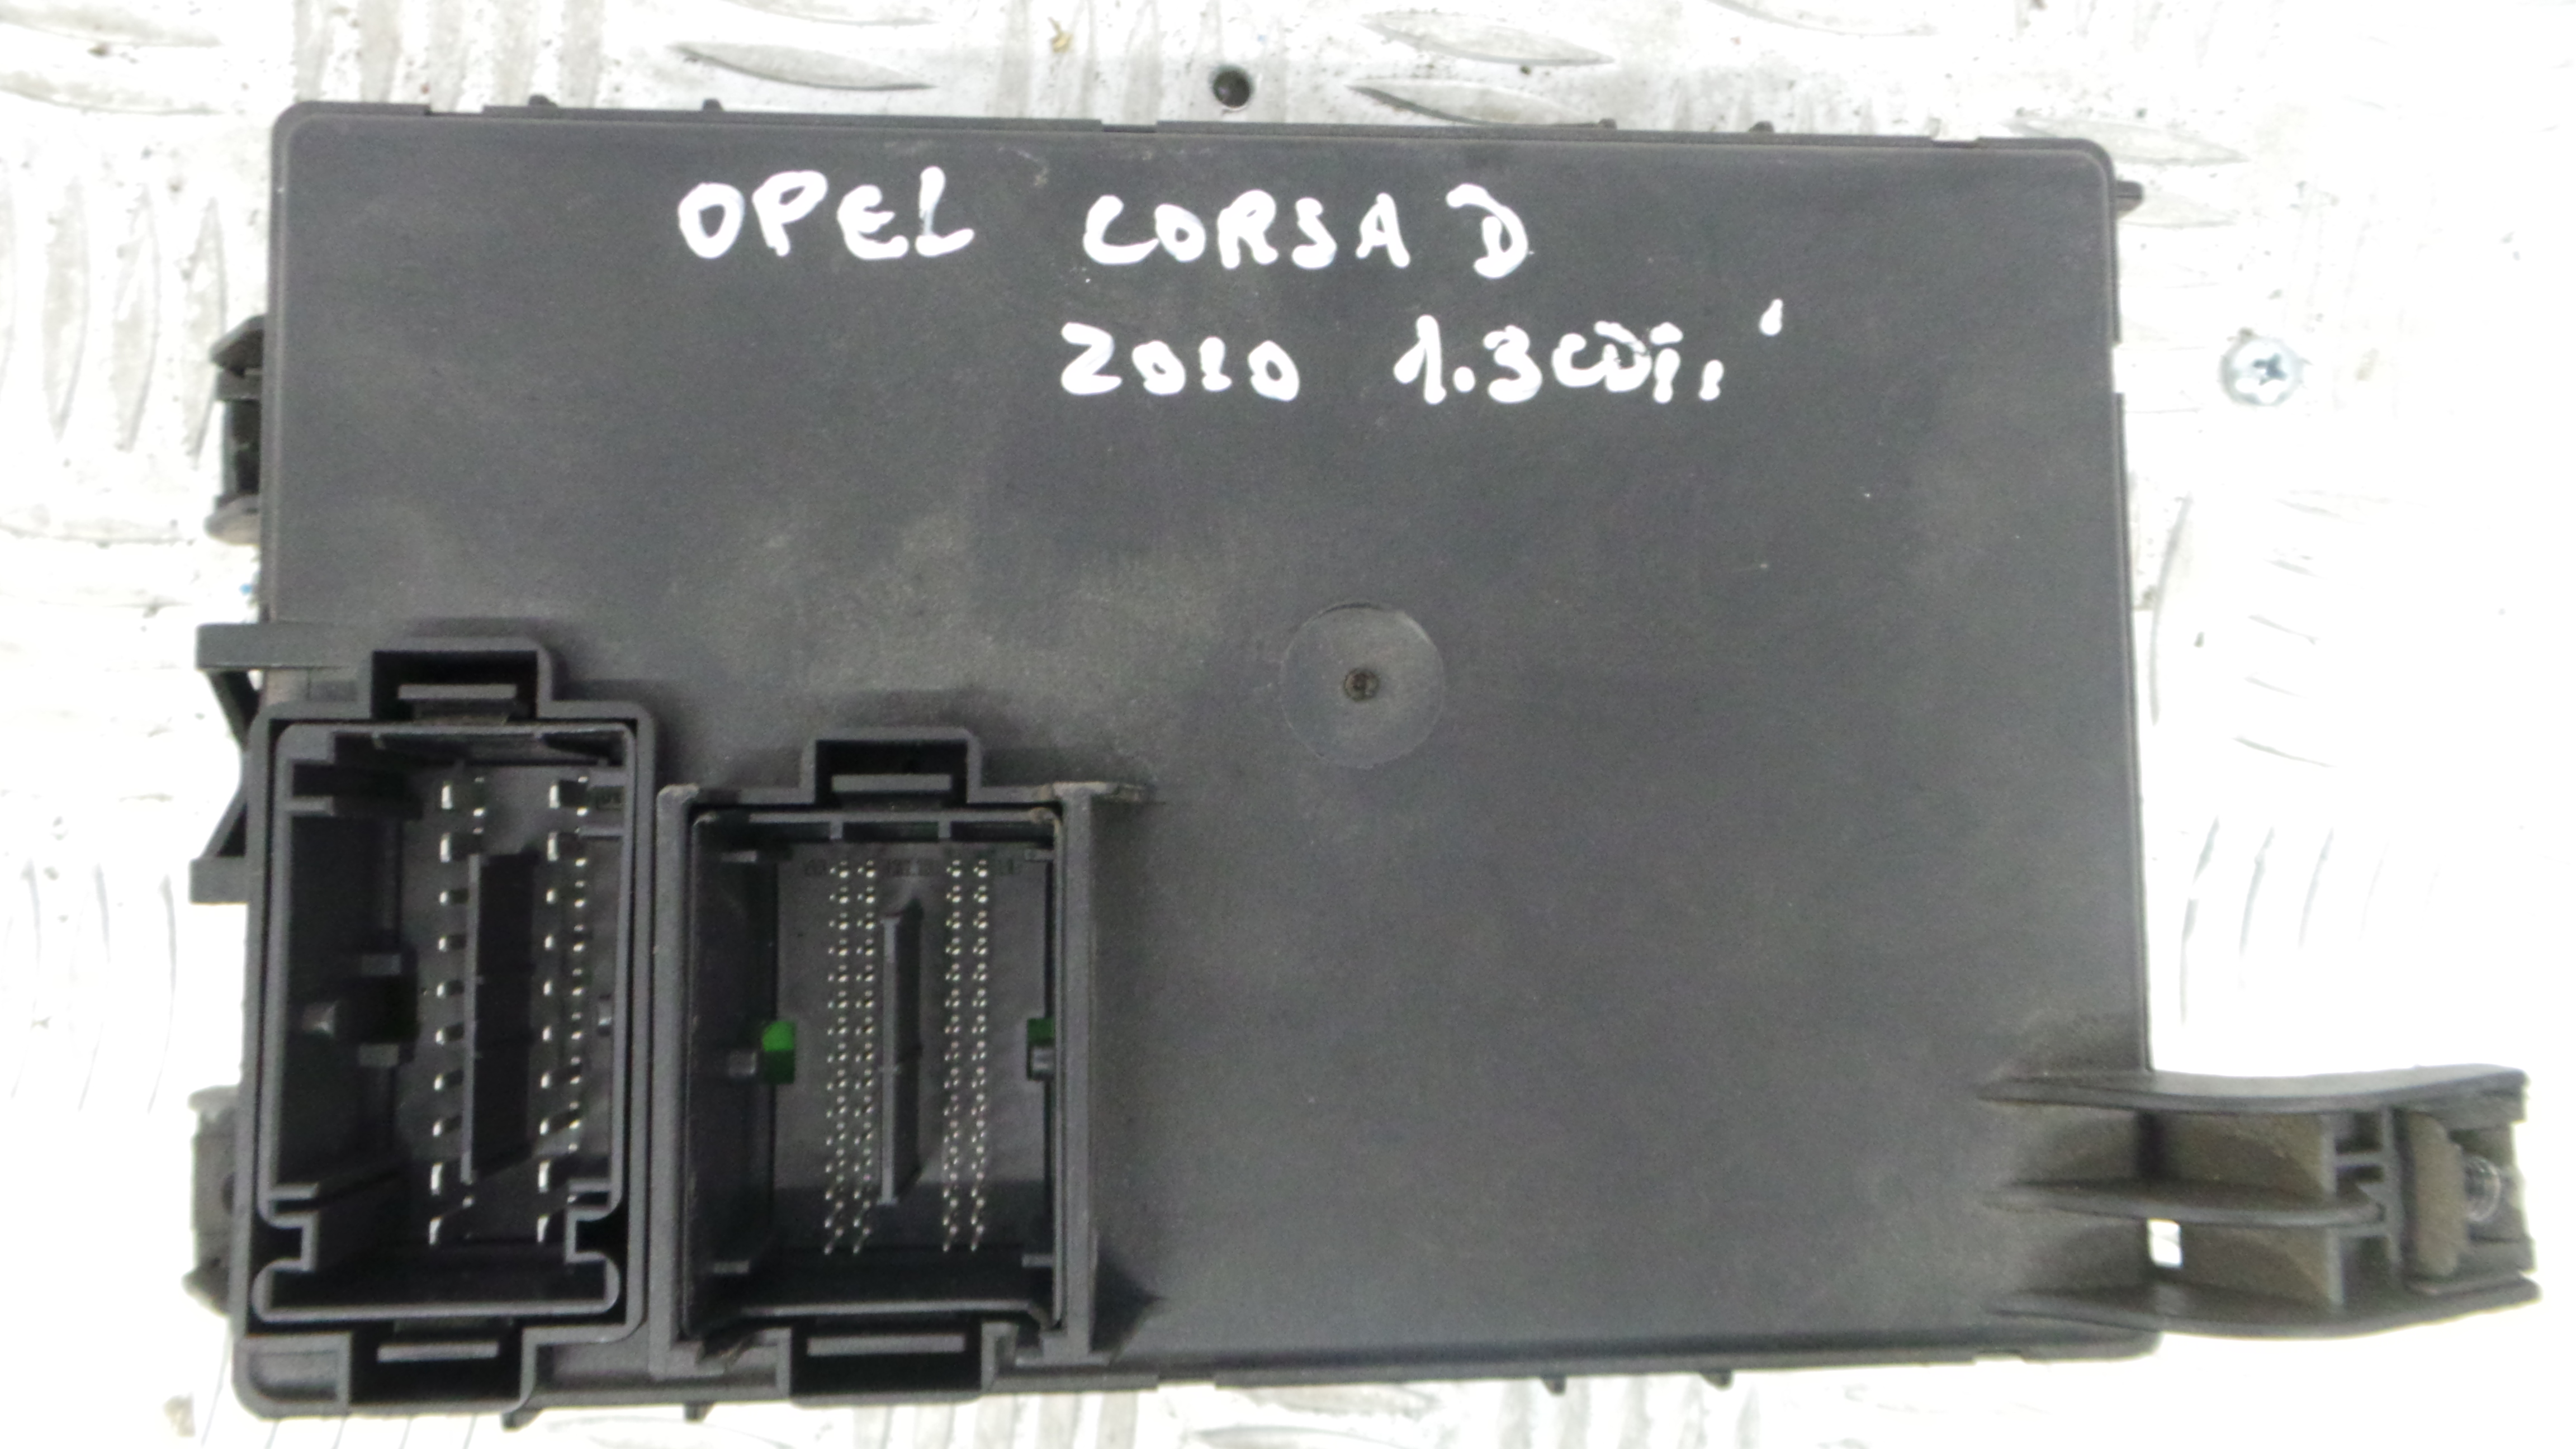 OPEL CORSA D
2010 1.3CDTi